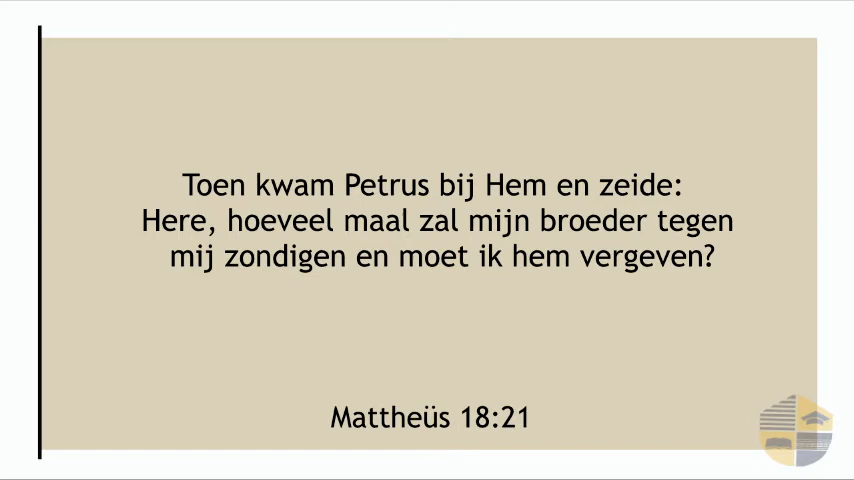 Toen kwam Petrus bij Hem en zeide:
Here, hoeveel maal zal mijn broeder tegen
mij zondigen en moet ik hem vergeven?
Mattheüs 18:21